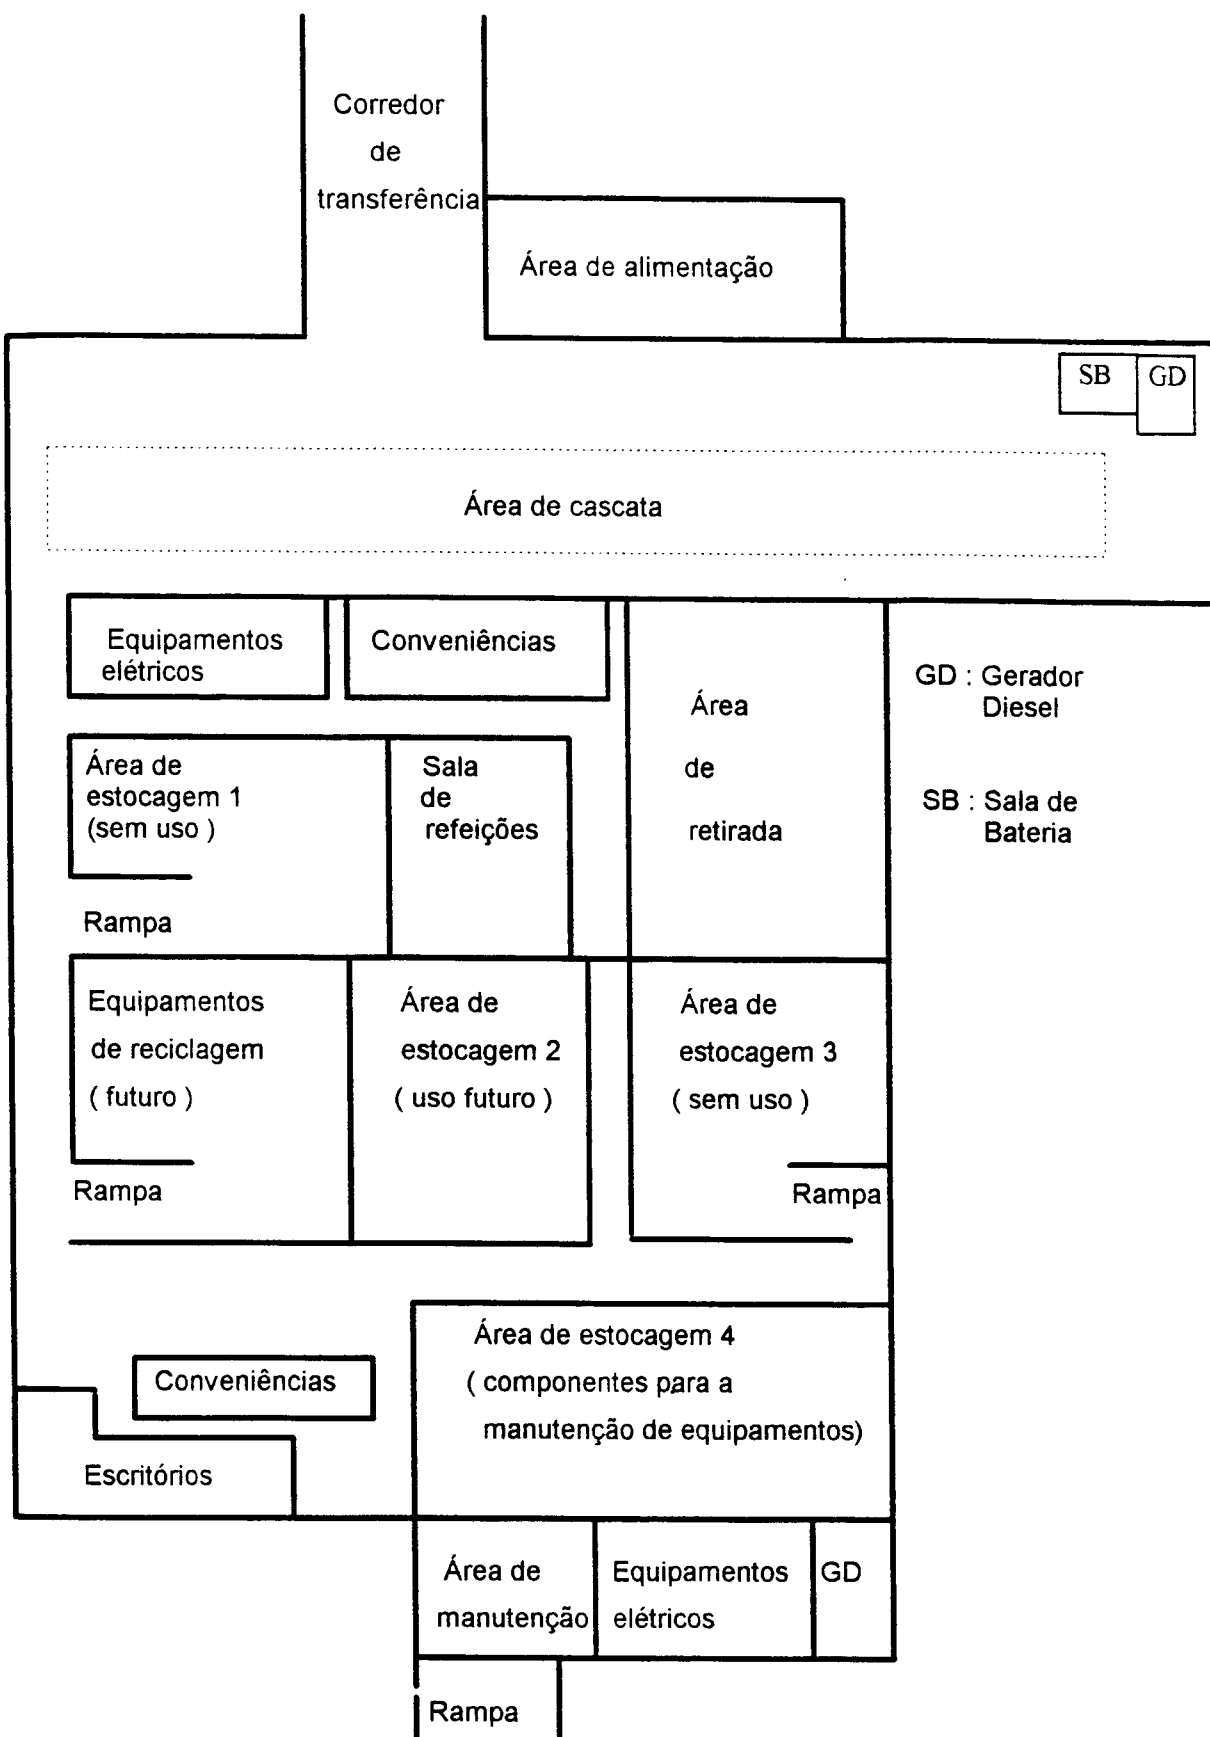 Corredor
de
transferência
Área de alimentação
SB
GD
Área de cascata
Equipamentos
elétricos
Conveniências
Área
de
retirada
GD : Gerador
Diesel
SB : Sala de
Bateria
Área de
estocagem 1
(sem uso )
Sala
de
refeições
Rampa
Equipamentos
de reciclagem
( futuro )
Área de
estocagem 2
( uso futuro )
Área de
estocagem 3
( sem uso )
Rampa
Rampa
Área de estocagem 4
( componentes para a
manutenção de equipamentos)
Conveniências
Escritórios
Área de
manutenção
Equipamentos
elétricos
GD
Rampa